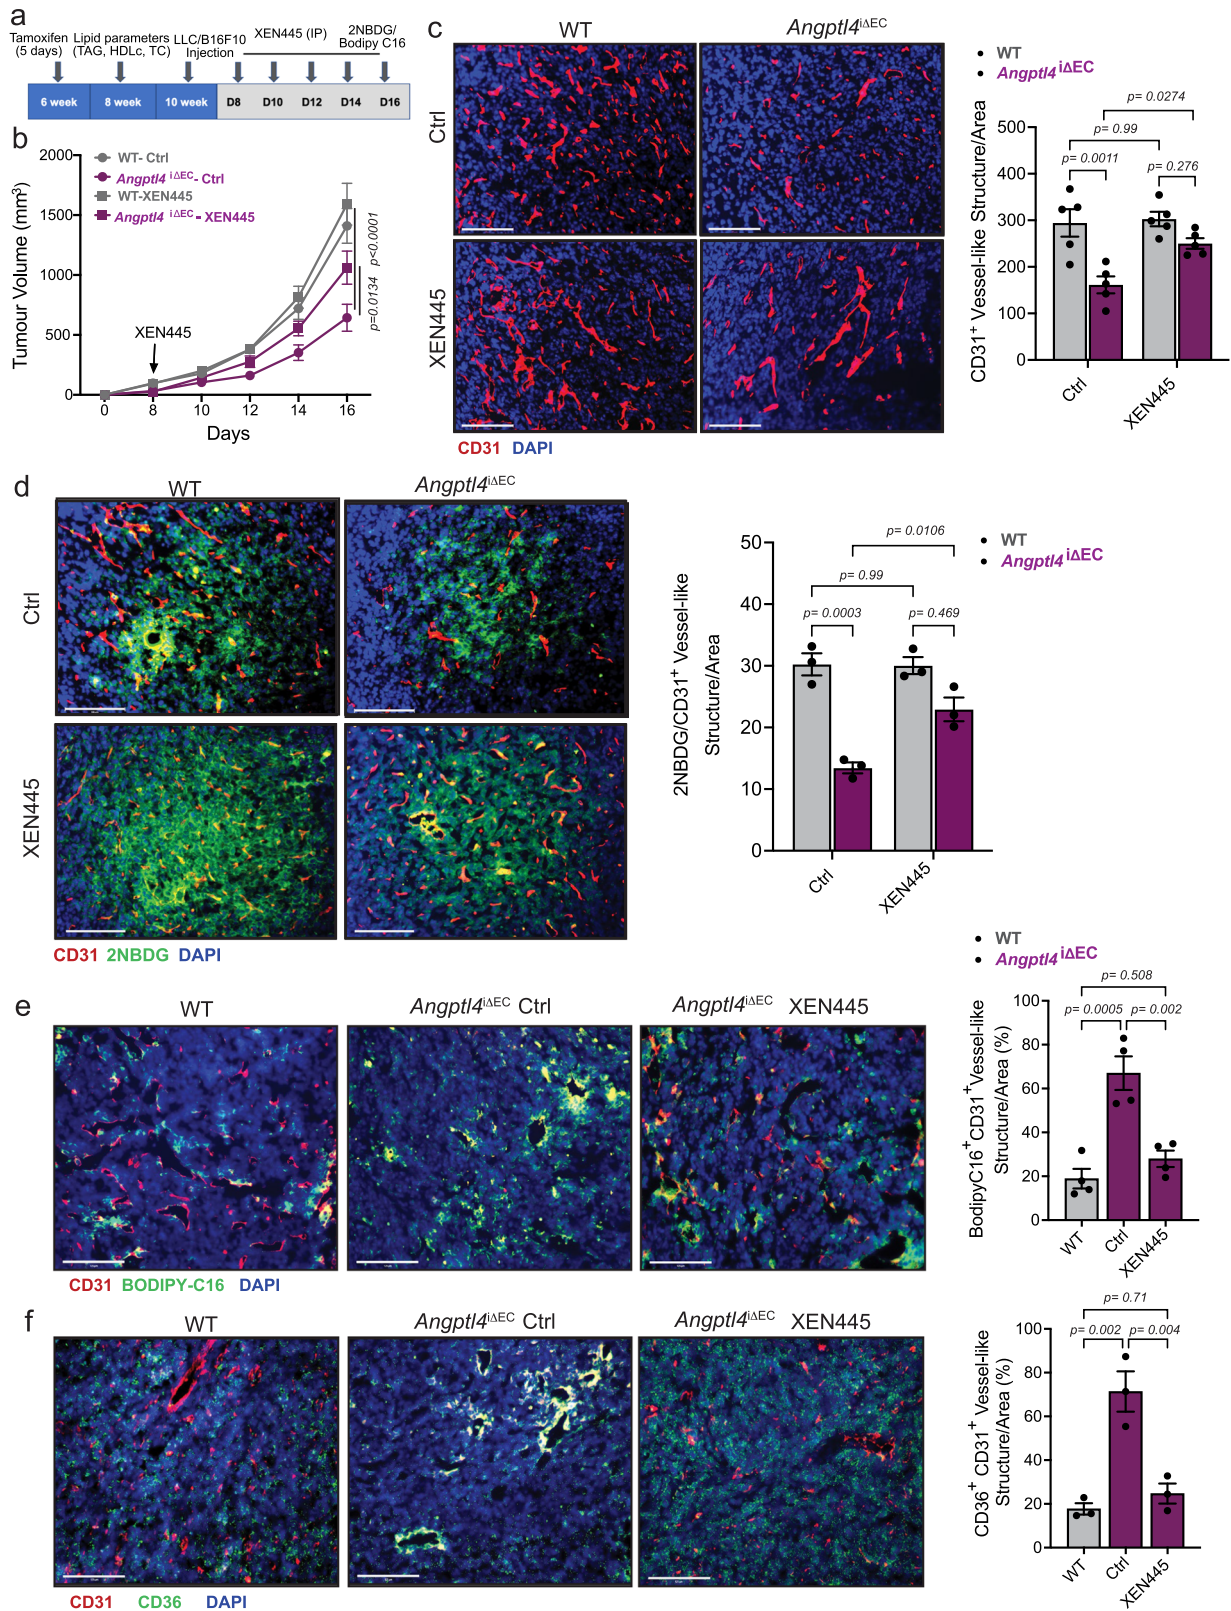 a
Tamoxifen
(5 days)
Lipid parameters
(TAG, HDLc, TC)
LLC/B16F10
Injection
XEN445 (IP)
2NBDG/
Bodipy C16
6 week
8 week
10 week
D8
D10
D12
D14
D16
b
WT- Ctrl
Angptl4 iΔEC- Ctrl
WT-XEN445
Angptl4 iΔEC - XEN445
Tumour Volume (mm³)
2000
1500
1000
500
0
XEN445
p<0.0001
p=0.0134
0 8 10 12 14 16
Days
c
WT
Angptl4iΔEC
Ctrl
XEN445
CD31 DAPI
WT
Angptl4 iΔEC
CD31+ Vessel-like Structure/Area
500
400
300
200
100
0
p= 0.0274
p= 0.99
p= 0.0011
p= 0.276
Ctrl
XEN445
d
WT
Angptl4iΔEC
Ctrl
XEN445
CD31 2NBDG DAPI
WT
Angptl4 iΔEC
2NBDG/CD31+ Vessel-like
Structure/Area
50
40
30
20
10
0
p= 0.0106
p= 0.99
p= 0.0003
p= 0.469
Ctrl
XEN445
e
WT
Angptl4iΔEC Ctrl
Angptl4iΔEC XEN445
CD31 BODIPY-C16 DAPI
WT
Angptl4 iΔEC
BodipyC16+CD31+Vessel-like
Structure/Area (%)
100
80
60
40
20
0
p= 0.508
p= 0.0005
p= 0.002
WT
Ctrl
XEN445
f
WT
Angptl4iΔEC Ctrl
Angptl4iΔEC XEN445
CD31 CD36 DAPI
CD36+ CD31+ Vessel-like
Structure/Area (%)
100
80
60
40
20
0
p= 0.71
p= 0.002
p= 0.004
WT
Ctrl
XEN445